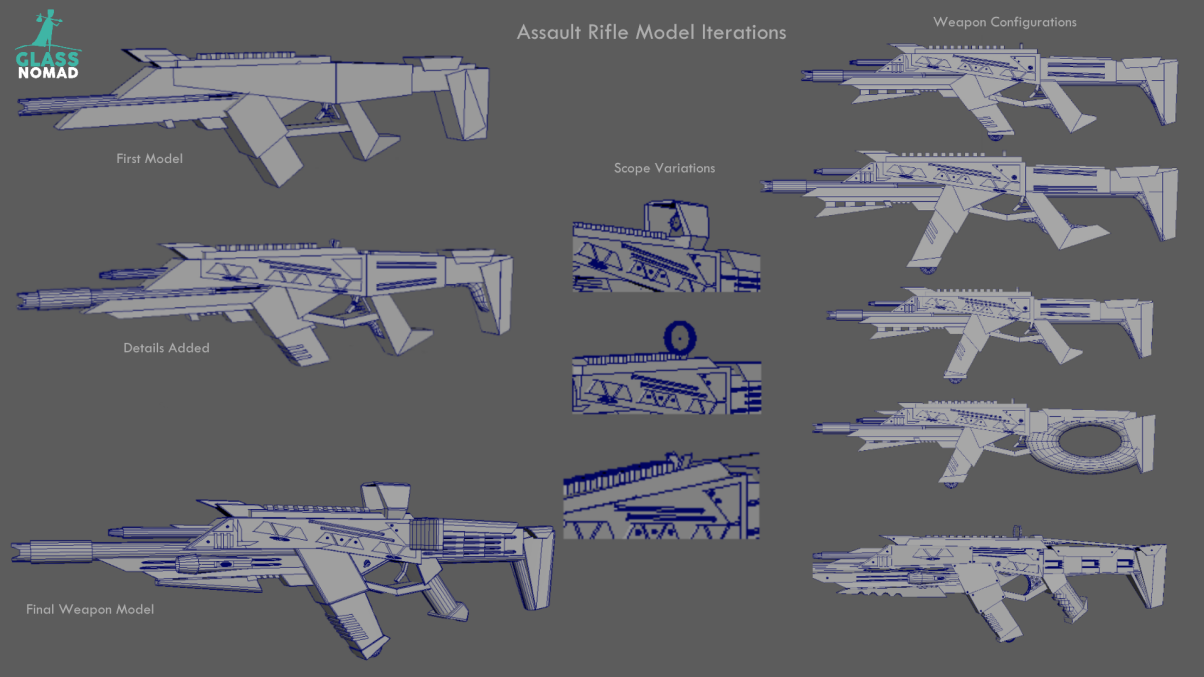 GLASS
NOMAD
Assault Rifle Model Iterations
Weapon Configurations
First Model
Scope Variations
Details Added
Final Weapon Model